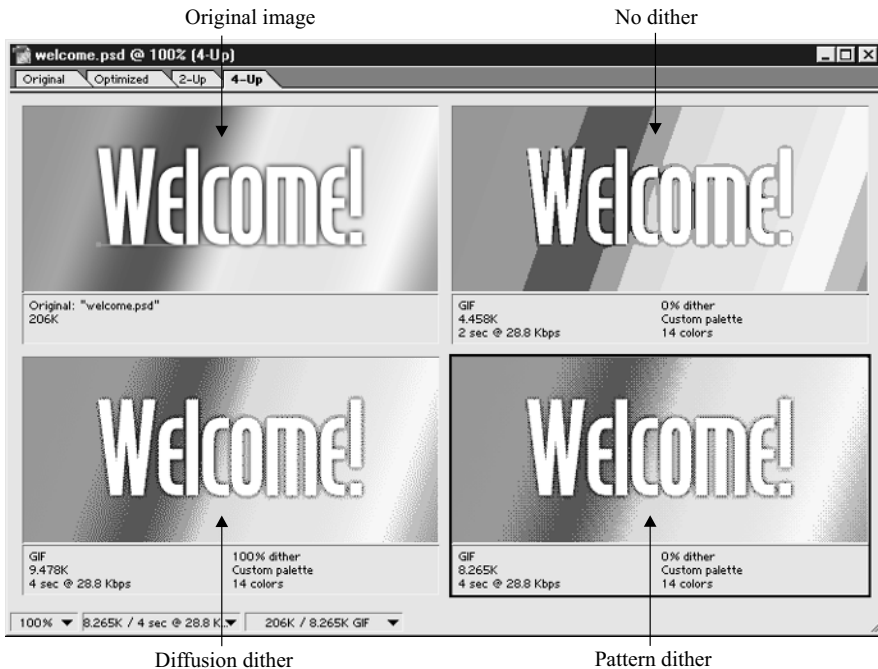 Original image
No dither
welcome.psd @ 100% (4-Up)
Original
Optimized
2-Up
4-Up
Welcome!
Welcome!
Original: "welcome.psd"
206K
GIF
4.458K
2 sec @ 28.8 Kbps
0% dither
Custom palette
14 colors
Welcome!
Welcome!
GIF
9.478K
4 sec @ 28.8 Kbps
100% dither
Custom palette
14 colors
GIF
8.265K
4 sec @ 28.8 Kbps
0% dither
Custom palette
14 colors
100%
8.265K / 4 sec @ 28.8 K...
206K / 8.265K GIF
Diffusion dither
Pattern dither